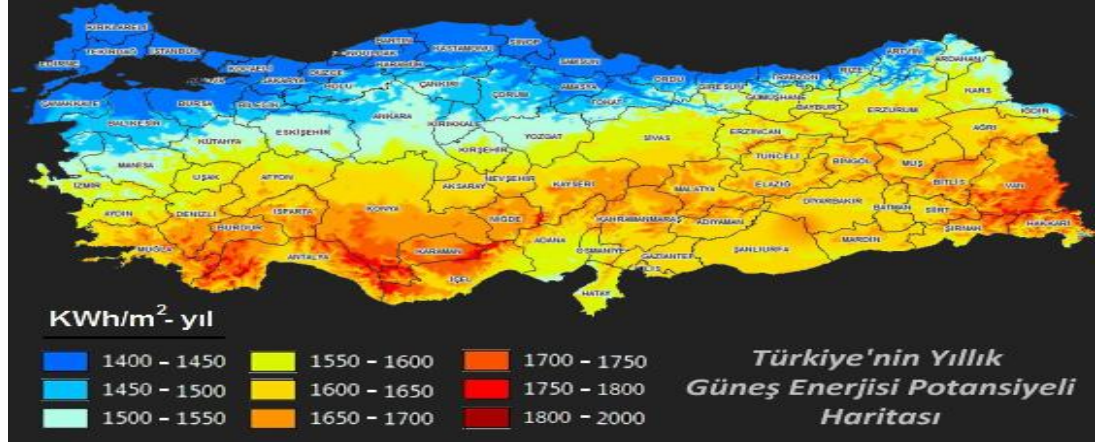 KIRKLARELİ
EDİRNE TEKİRDAĞ İSTANBUL
KOCAELİ SAKARYA DÜZCE BOLU
BARTIN KASTAMONU SİNOP
KARABÜK SAMSUN
ÇANAKKALE BALIKESİR BURSA BİLECİK
ÇANKIRI ÇORUM AMASYA TOKAT
ORDU GİRESUN TRABZON RİZE ARTVİN ARDAHAN
GÜMÜŞHANE BAYBURT ERZURUM KARS
IĞDIR AĞRI
KÜTAHYA ESKİŞEHİR ANKARA KIRIKKALE
YOZGAT SİVAS ERZİNCAN
MANİSA UŞAK AFYON KIRŞEHİR NEVŞEHİR
İZMİR AKSARAY KAYSERİ
TUNCELİ BİNGÖL MUŞ BİTLİS VAN
MALATYA ELAZIĞ DİYARBAKIR BATMAN SİİRT
AYDIN DENİZLİ ISPARTA KONYA NİĞDE
BURDUR KAHRAMANMARAŞ ADIYAMAN
ŞIRNAK HAKKARİ
MUĞLA ANTALYA KARAMAN İÇEL ADANA
OSMANİYE GAZİANTEP ŞANLIURFA MARDİN
HATAY
KWh/m²- yıl
1400 – 1450
1450 – 1500
1500 – 1550
1550 – 1600
1600 – 1650
1650 – 1700
1700 – 1750
1750 – 1800
1800 – 2000
Türkiye'nin Yıllık
Güneş Enerjisi Potansiyeli
Haritası